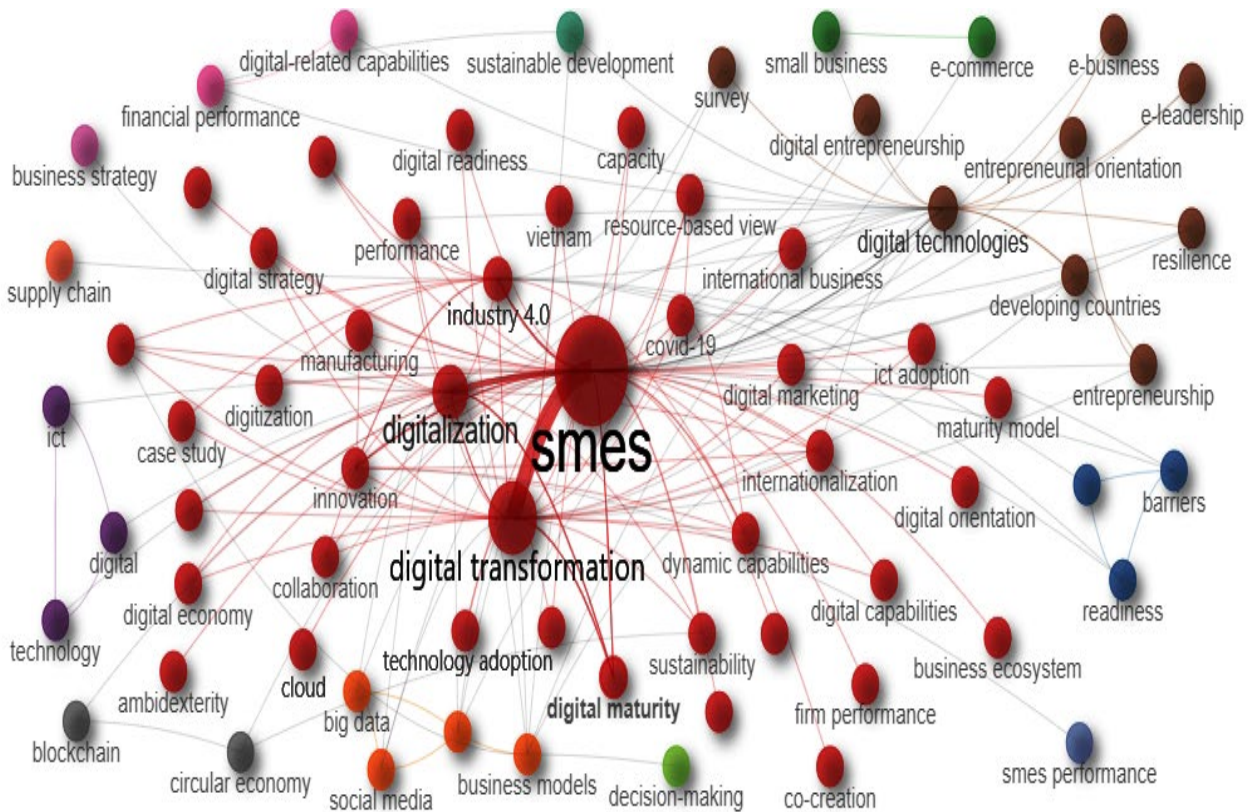 digital-related capabilities
sustainable development
small business
e-commerce
e-business
survey
financial performance
e-leadership
digital entrepreneurship
entrepreneurial orientation
business strategy
digital readiness
capacity
resource-based view
performance
vietnam
digital technologies
resilience
digital strategy
international business
supply chain
developing countries
industry 4.0
covid-19
manufacturing
digital marketing
ict adoption
entrepreneurship
digitization
ict
case study
digitalization
smes
maturity model
innovation
internationalization
barriers
digital orientation
digital
digital transformation
dynamic capabilities
collaboration
digital economy
digital capabilities
readiness
technology
technology adoption
sustainability
business ecosystem
ambidexterity
cloud
big data
digital maturity
firm performance
blockchain
circular economy
social media
business models
decision-making
co-creation
smes performance